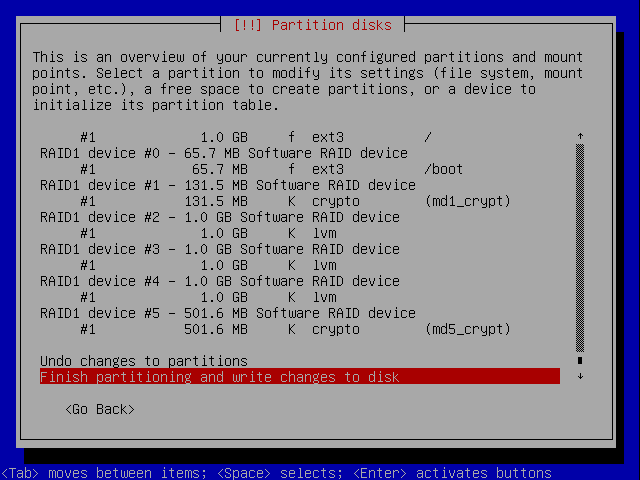 [!!] Partition disks
This is an overview of your currently configured partitions and mount
points. Select a partition to modify its settings (file system, mount
point, etc.), a free space to create partitions, or a device to
initialize its partition table.
#1 1.0 GB f ext3 /
RAID1 device #0 - 65.7 MB Software RAID device
#1 65.7 MB f ext3 /boot
RAID1 device #1 - 131.5 MB Software RAID device
#1 131.5 MB K crypto (md1_crypt)
RAID1 device #2 - 1.0 GB Software RAID device
#1 1.0 GB K lvm
RAID1 device #3 - 1.0 GB Software RAID device
#1 1.0 GB K lvm
RAID1 device #4 - 1.0 GB Software RAID device
#1 1.0 GB K lvm
RAID1 device #5 - 501.6 MB Software RAID device
#1 501.6 MB K crypto (md5_crypt)
Undo changes to partitions
Finish partitioning and write changes to disk
<Go Back>
<Tab> moves between items; <Space> selects; <Enter> activates buttons